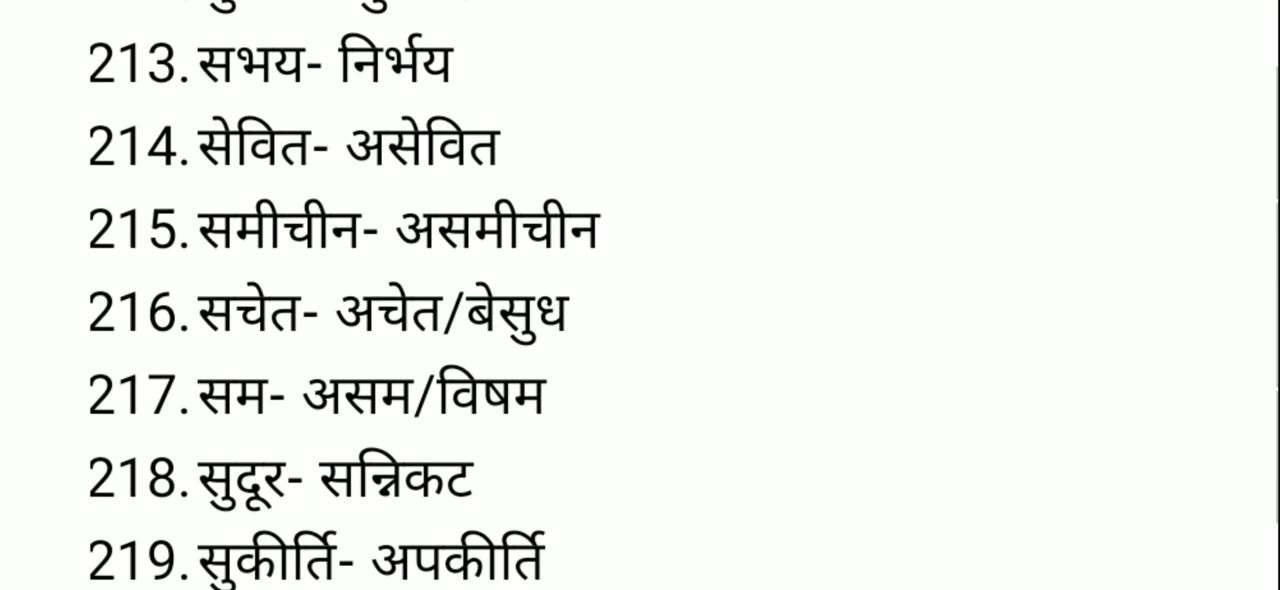 213. सभय- निर्भय
214. सेवित- असेवित
215. समीचीन- असमीचीन
216. सचेत- अचेत/बेसुध
217. सम- असम/विषम
218. सुदूर- सन्निकट
219. सुकीर्ति- अपकीर्ति